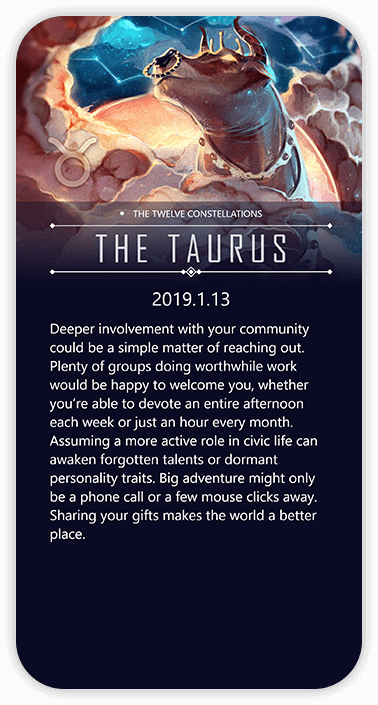 THE TWELVE CONSTELLATIONS
THE TAURUS
2019.1.13
Deeper involvement with your community
could be a simple matter of reaching out.
Plenty of groups doing worthwhile work
would be happy to welcome you, whether
you’re able to devote an entire afternoon
each week or just an hour every month.
Assuming a more active role in civic life can
awaken forgotten talents or dormant
personality traits. Big adventure might only
be a phone call or a few mouse clicks away.
Sharing your gifts makes the world a better
place.